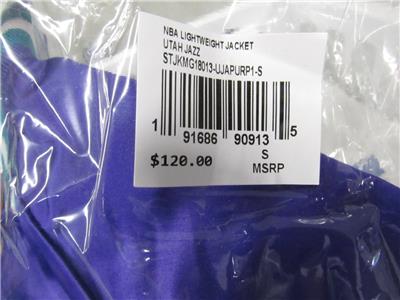 NBA LIGHTWEIGHT JACKET
UTAH JAZZ
STJKMG18013-UJAPURP1-S
1 91686 90913 5
$120.00 S
MSRP